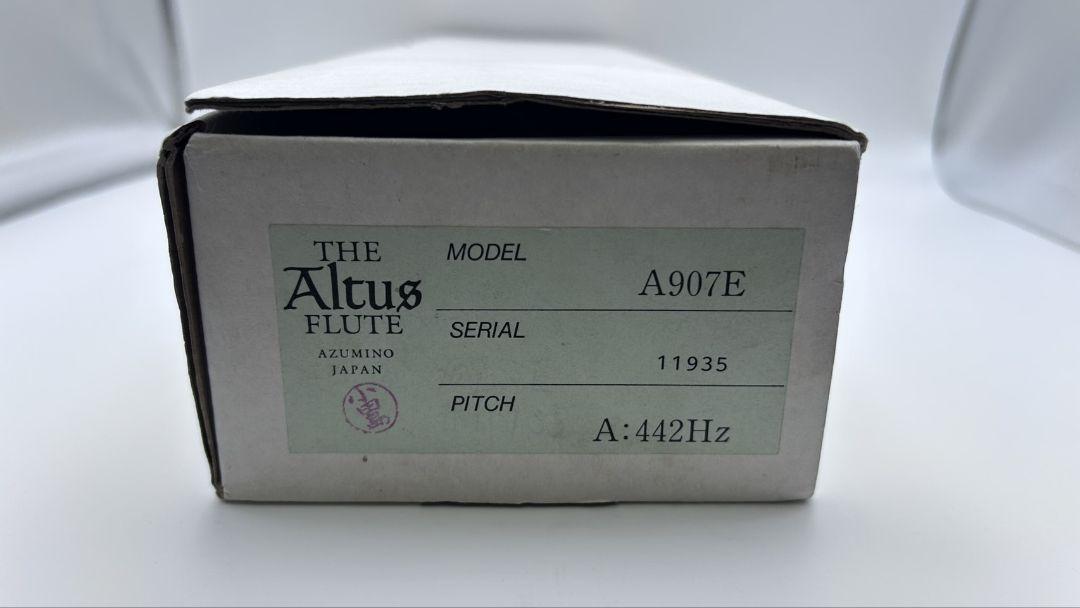 THE
Altus
FLUTE
AZUMINO
JAPAN
MODEL
A907E
SERIAL
11935
PITCH
A:442Hz